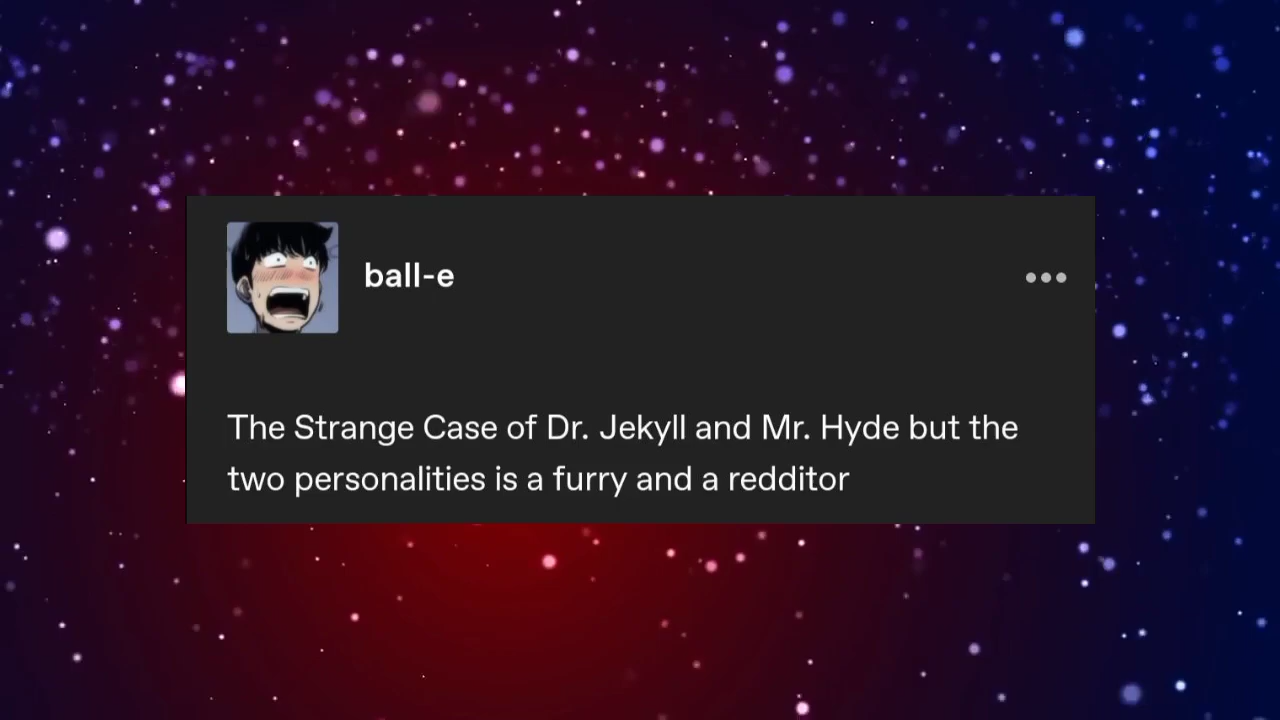 ball-e
The Strange Case of Dr. Jekyll and Mr. Hyde but the
two personalities is a furry and a redditor